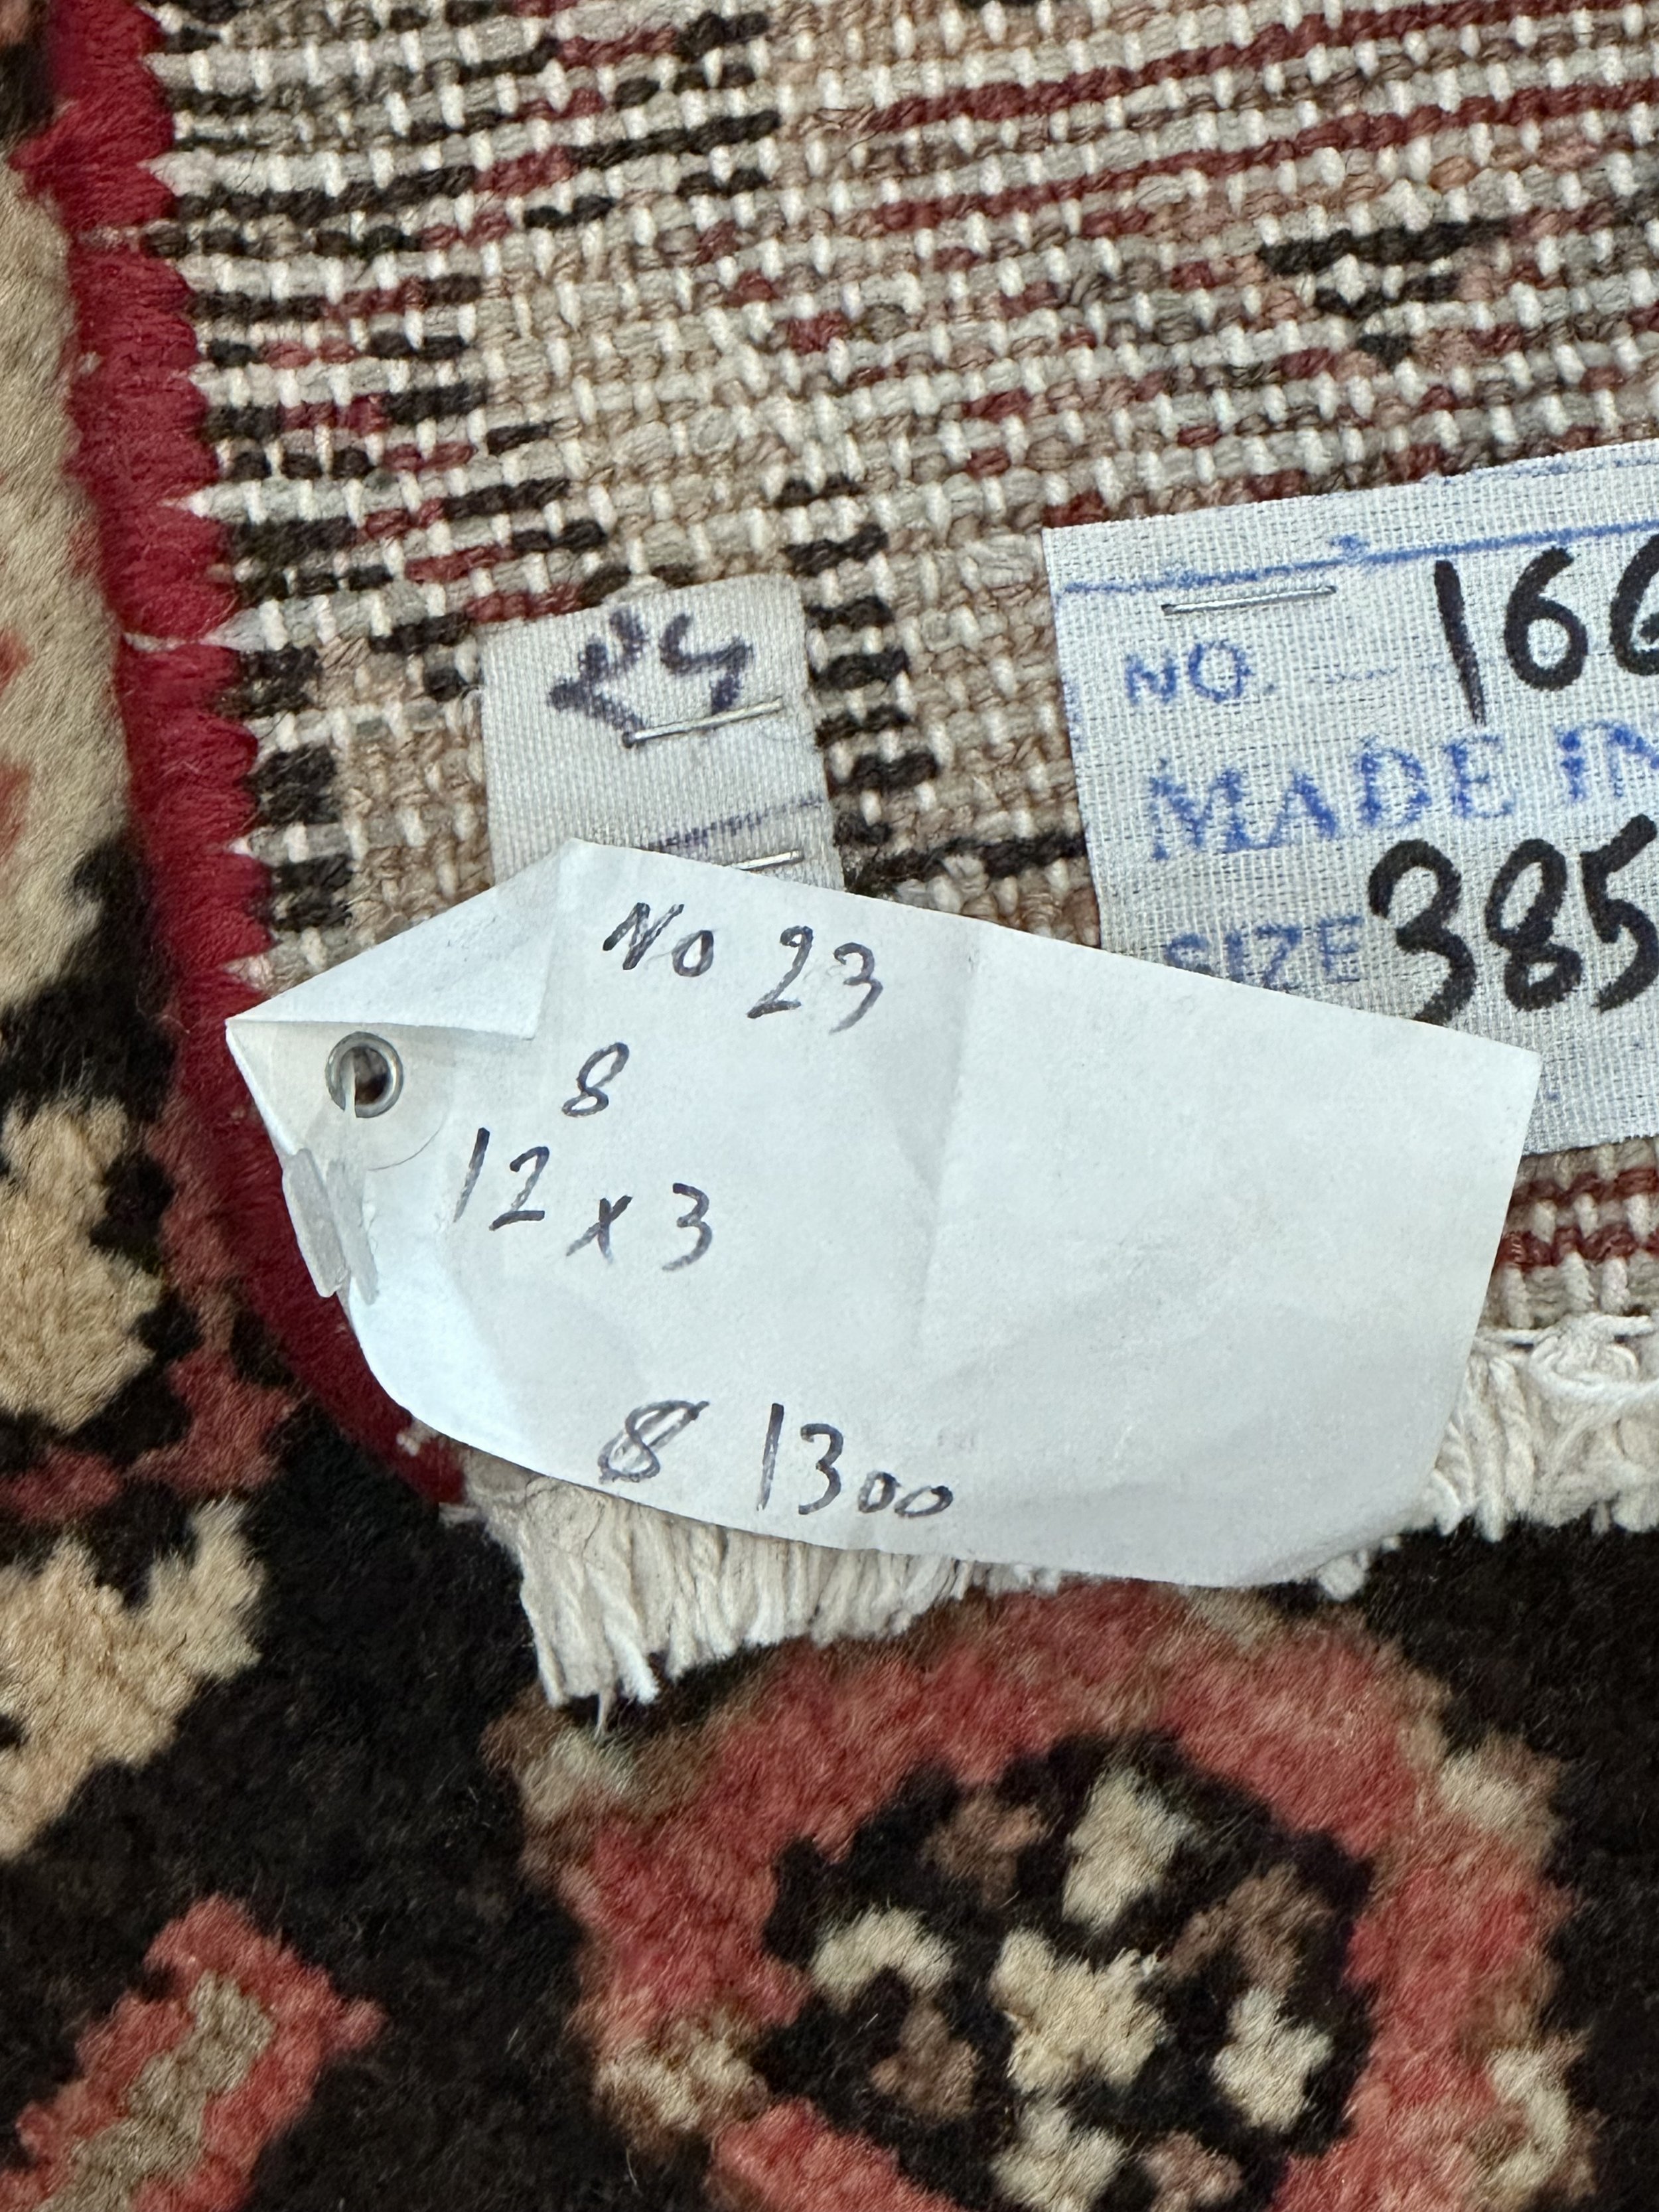 NO. 166
MADE IN
SIZE 385
No 23
8
12 x 3
8 1300